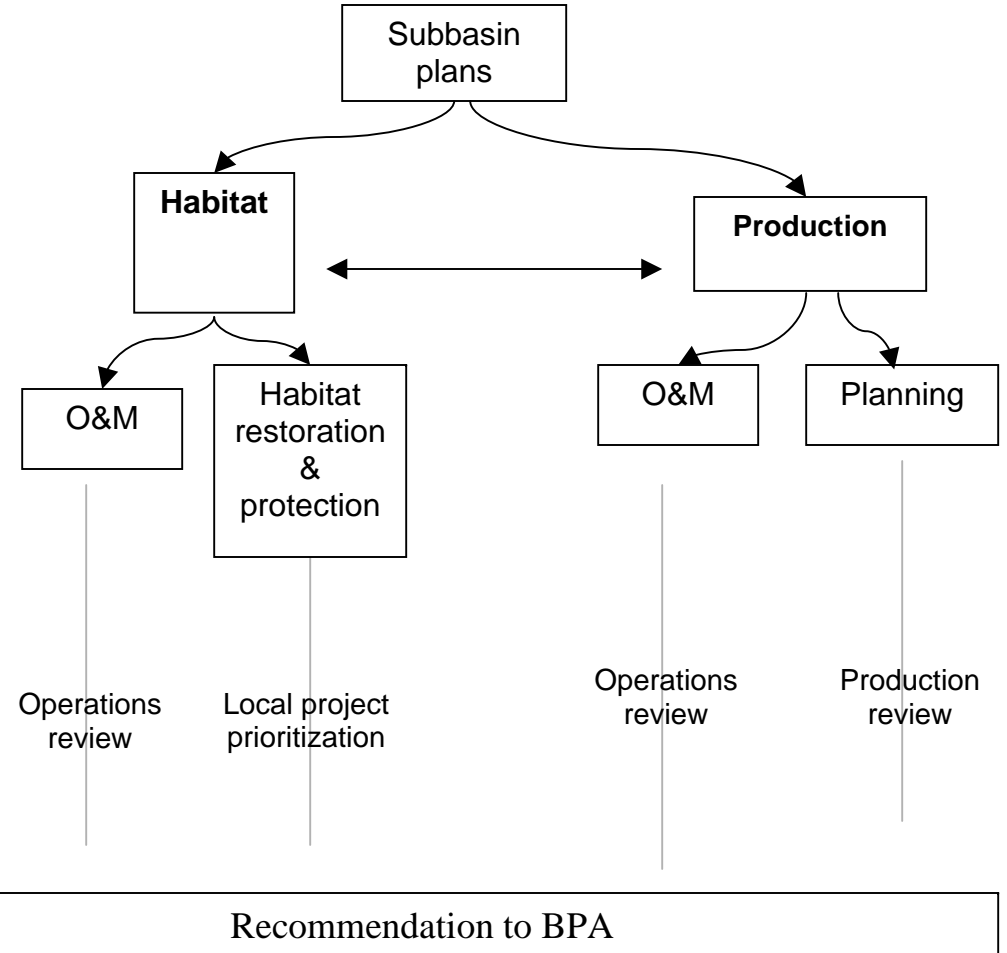 Subbasin
plans
Habitat
Production
O&M
Habitat
restoration
&
protection
O&M
Planning
Operations
review
Local project
prioritization
Operations
review
Production
review
Recommendation to BPA